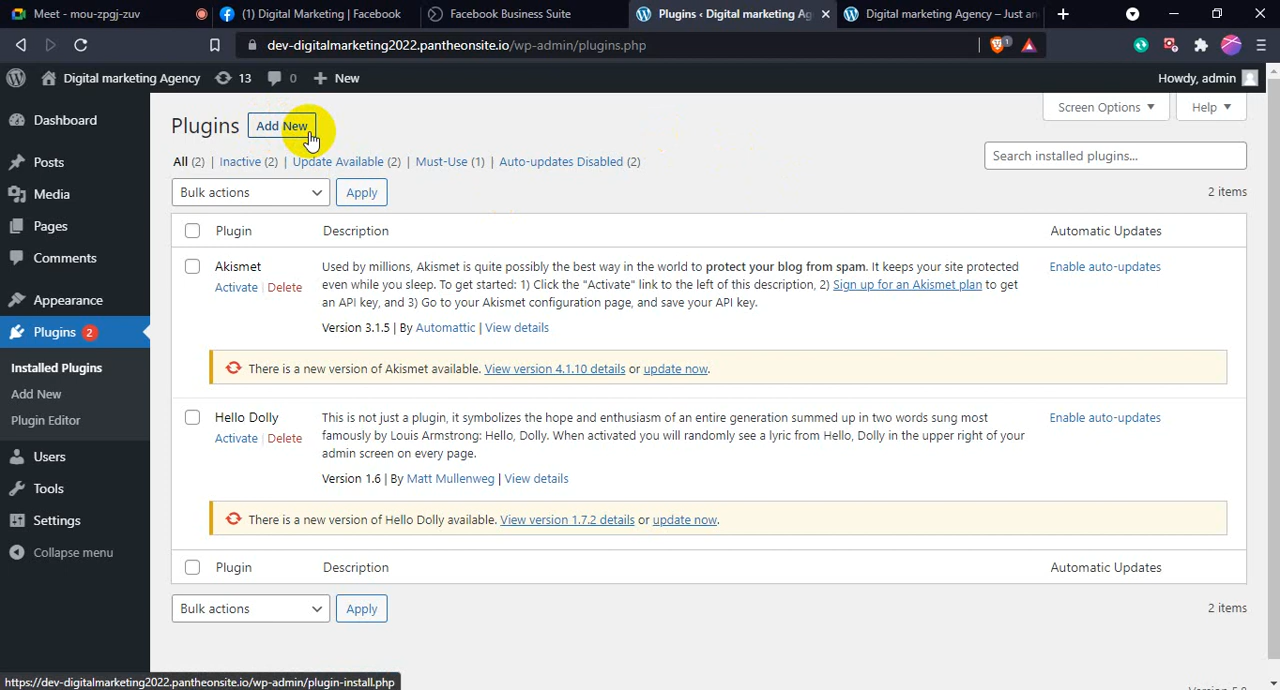 Meet - mou-zpgj-zuv
(1) Digital Marketing | Facebook
Facebook Business Suite
Plugins ‹ Digital marketing Ag
Digital marketing Agency – Just an
dev-digitalmarketing2022.pantheonsite.io/wp-admin/plugins.php
1
Digital marketing Agency
13
0
New
Howdy, admin
Dashboard
Posts
Media
Pages
Comments
Appearance
Plugins 2
Installed Plugins
Add New
Plugin Editor
Users
Tools
Settings
Collapse menu
Screen Options
Help
Plugins
Add New
All (2) | Inactive (2) | Update Available (2) | Must-Use (1) | Auto-updates Disabled (2)
Search installed plugins...
Bulk actions
Apply
2 items
Plugin
Description
Automatic Updates
Akismet
Activate | Delete
Used by millions, Akismet is quite possibly the best way in the world to protect your blog from spam. It keeps your site protected
even while you sleep. To get started: 1) Click the "Activate" link to the left of this description, 2) Sign up for an Akismet plan to get
an API key, and 3) Go to your Akismet configuration page, and save your API key.
Version 3.1.5 | By Automattic | View details
Enable auto-updates
There is a new version of Akismet available. View version 4.1.10 details or update now.
Hello Dolly
Activate | Delete
This is not just a plugin, it symbolizes the hope and enthusiasm of an entire generation summed up in two words sung most
famously by Louis Armstrong: Hello, Dolly. When activated you will randomly see a lyric from Hello, Dolly in the upper right of your
admin screen on every page.
Version 1.6 | By Matt Mullenweg | View details
Enable auto-updates
There is a new version of Hello Dolly available. View version 1.7.2 details or update now.
Plugin
Description
Automatic Updates
Bulk actions
Apply
2 items
https://dev-digitalmarketing2022.pantheonsite.io/wp-admin/plugin-install.php